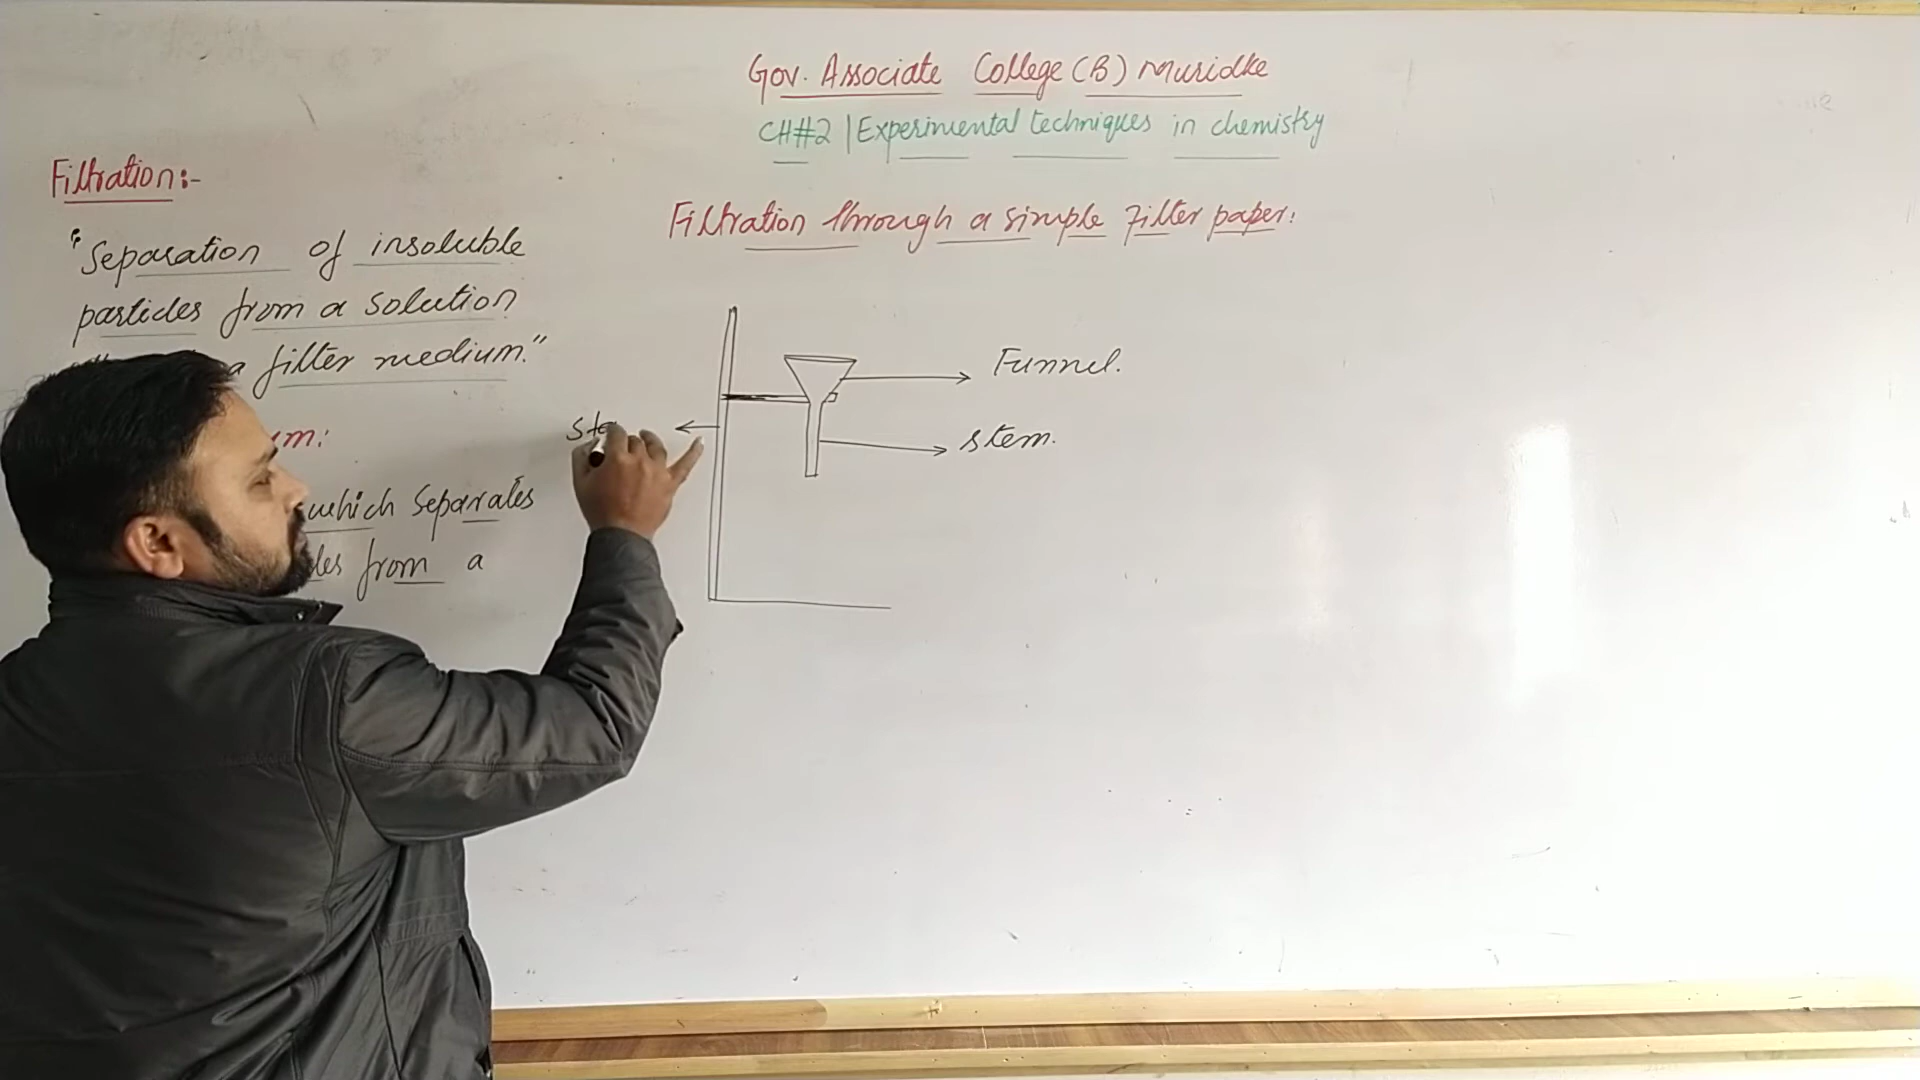 Gov. Associate College (B) Muridke
CH#2 | Experimental techniques in chemistry
Filtration:-
"Separation of insoluble
particles from a solution
a filter medium."
which separates
from a
Filtration through a simple Filter paper:
Funnel.
stem.